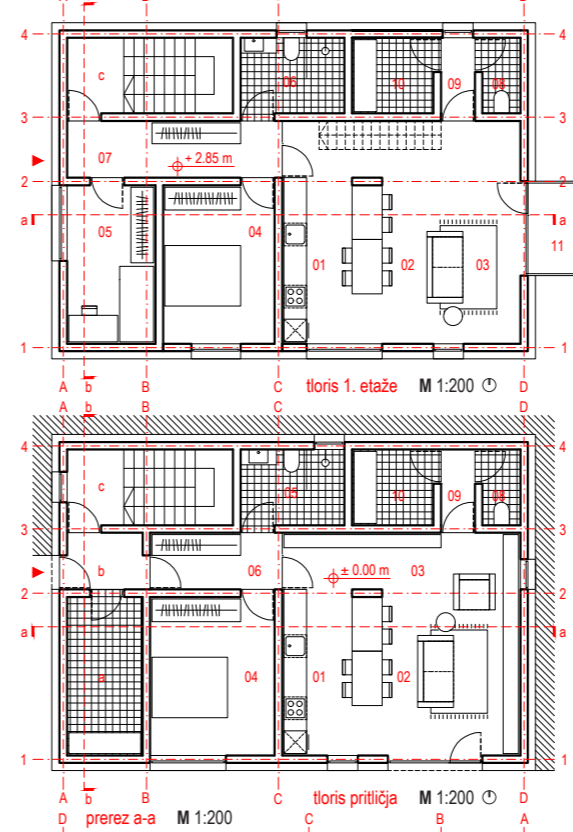 4 4
c 06 10 09 08
3 3
07 + 2.85 m
2 2
a a
05 04 01 02 03 11
1 1
A b B C D
tloris 1. etaže M 1:200
A b B C D
4 4
c 05 10 09 08
3 3
b 06 ± 0.00 m 03
2 2
a a
a 04 01 02
1 1
A b B C D
tloris pritličja M 1:200
D C B A
prerez a-a M 1:200